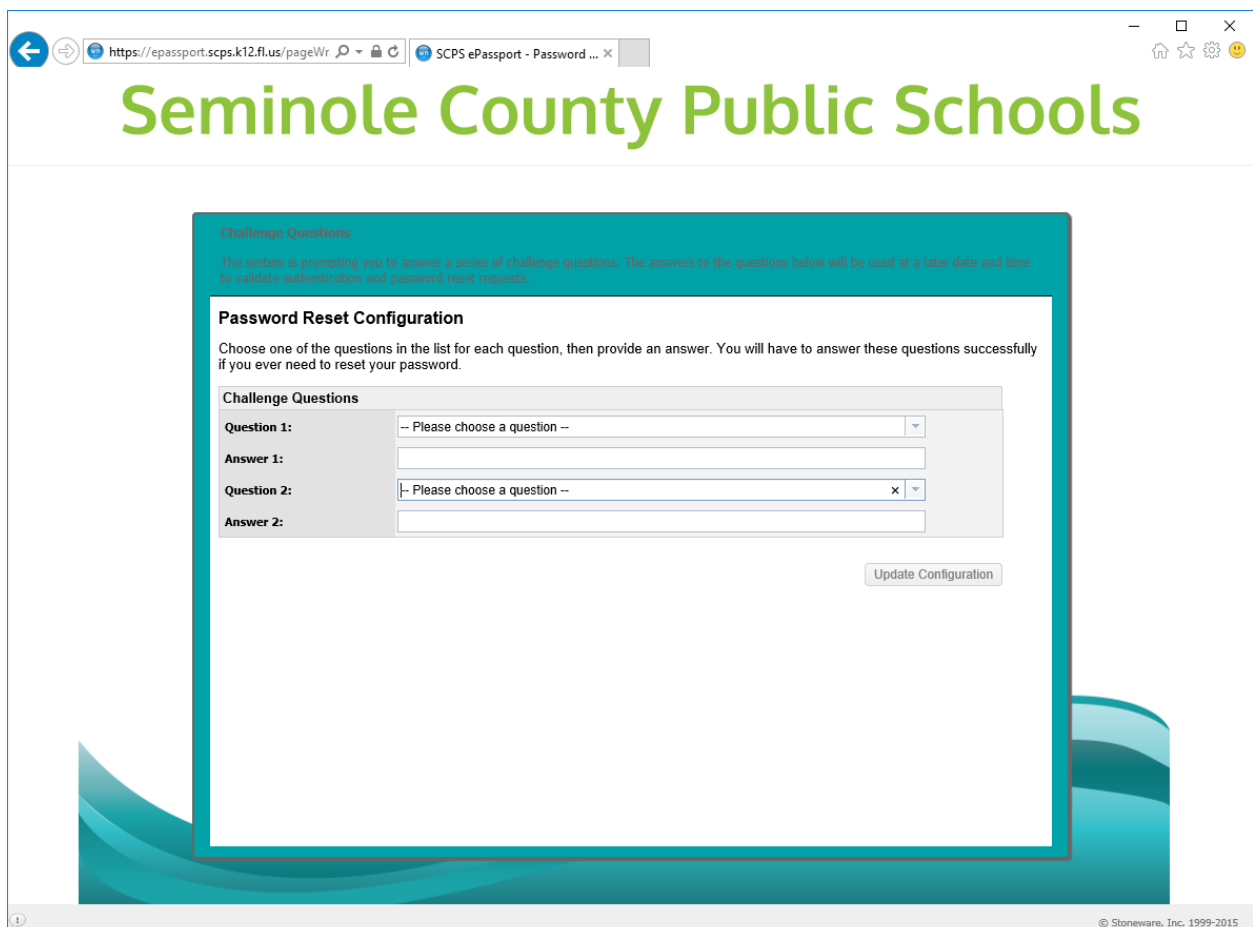 https://epassport.scps.k12.fl.us/pageWr
SCPS ePassport - Password ...
Seminole County Public Schools
Challenge Questions
The system is prompting you to answer a series of challenge questions. The answers to the questions below will be used at a later date and time
to validate authentication and password reset requests.
Password Reset Configuration
Choose one of the questions in the list for each question, then provide an answer. You will have to answer these questions successfully
if you ever need to reset your password.
Challenge Questions
Question 1:
-- Please choose a question --
Answer 1:
Question 2:
-- Please choose a question --
Answer 2:
Update Configuration
© Stoneware, Inc. 1999-2015